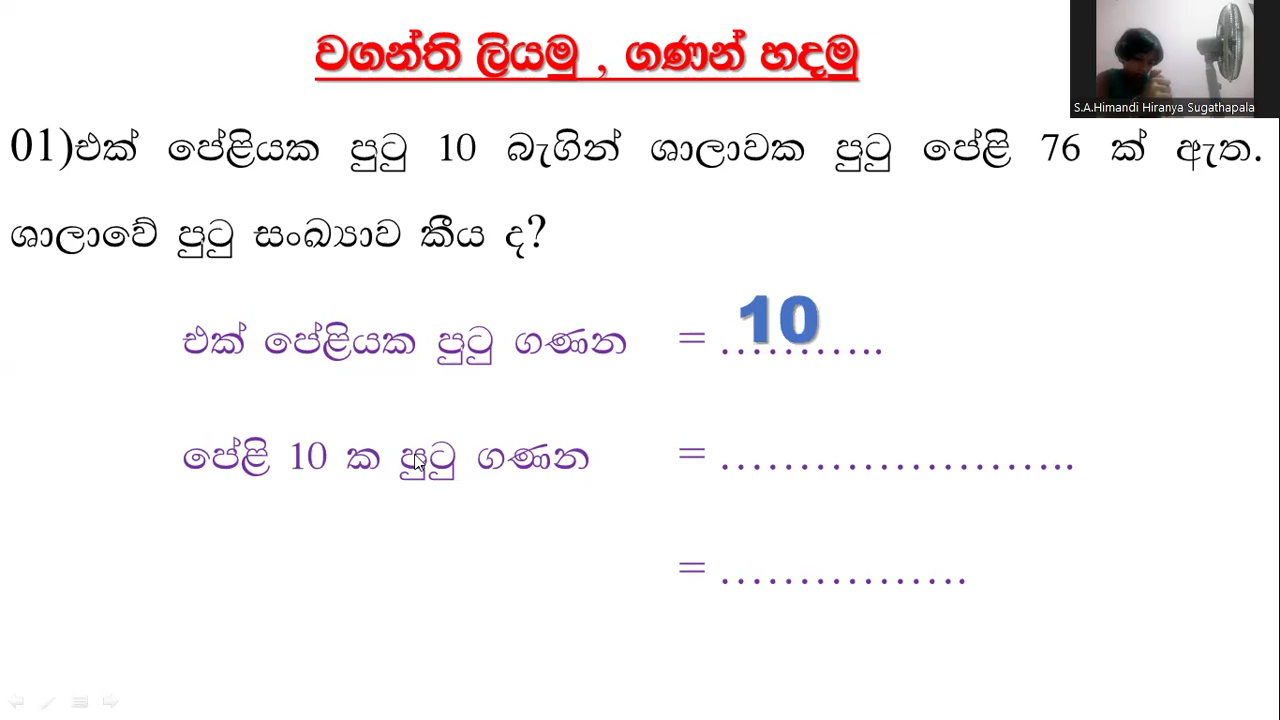 වගන්ති ලියමු , ගණන් හදමු
S.A.Himandi Hiranya Sugathapala
01)එක් පේළියක පුටු 10 බැගින් ශාලාවක පුටු පේළි 76 ක් ඇත.
ශාලාවේ පුටු සංඛ්‍යාව කීය ද?
එක් පේළියක පුටු ගණන = 10 ………..
පේළි 10 ක පුටු ගණන = …………………….
= ………………